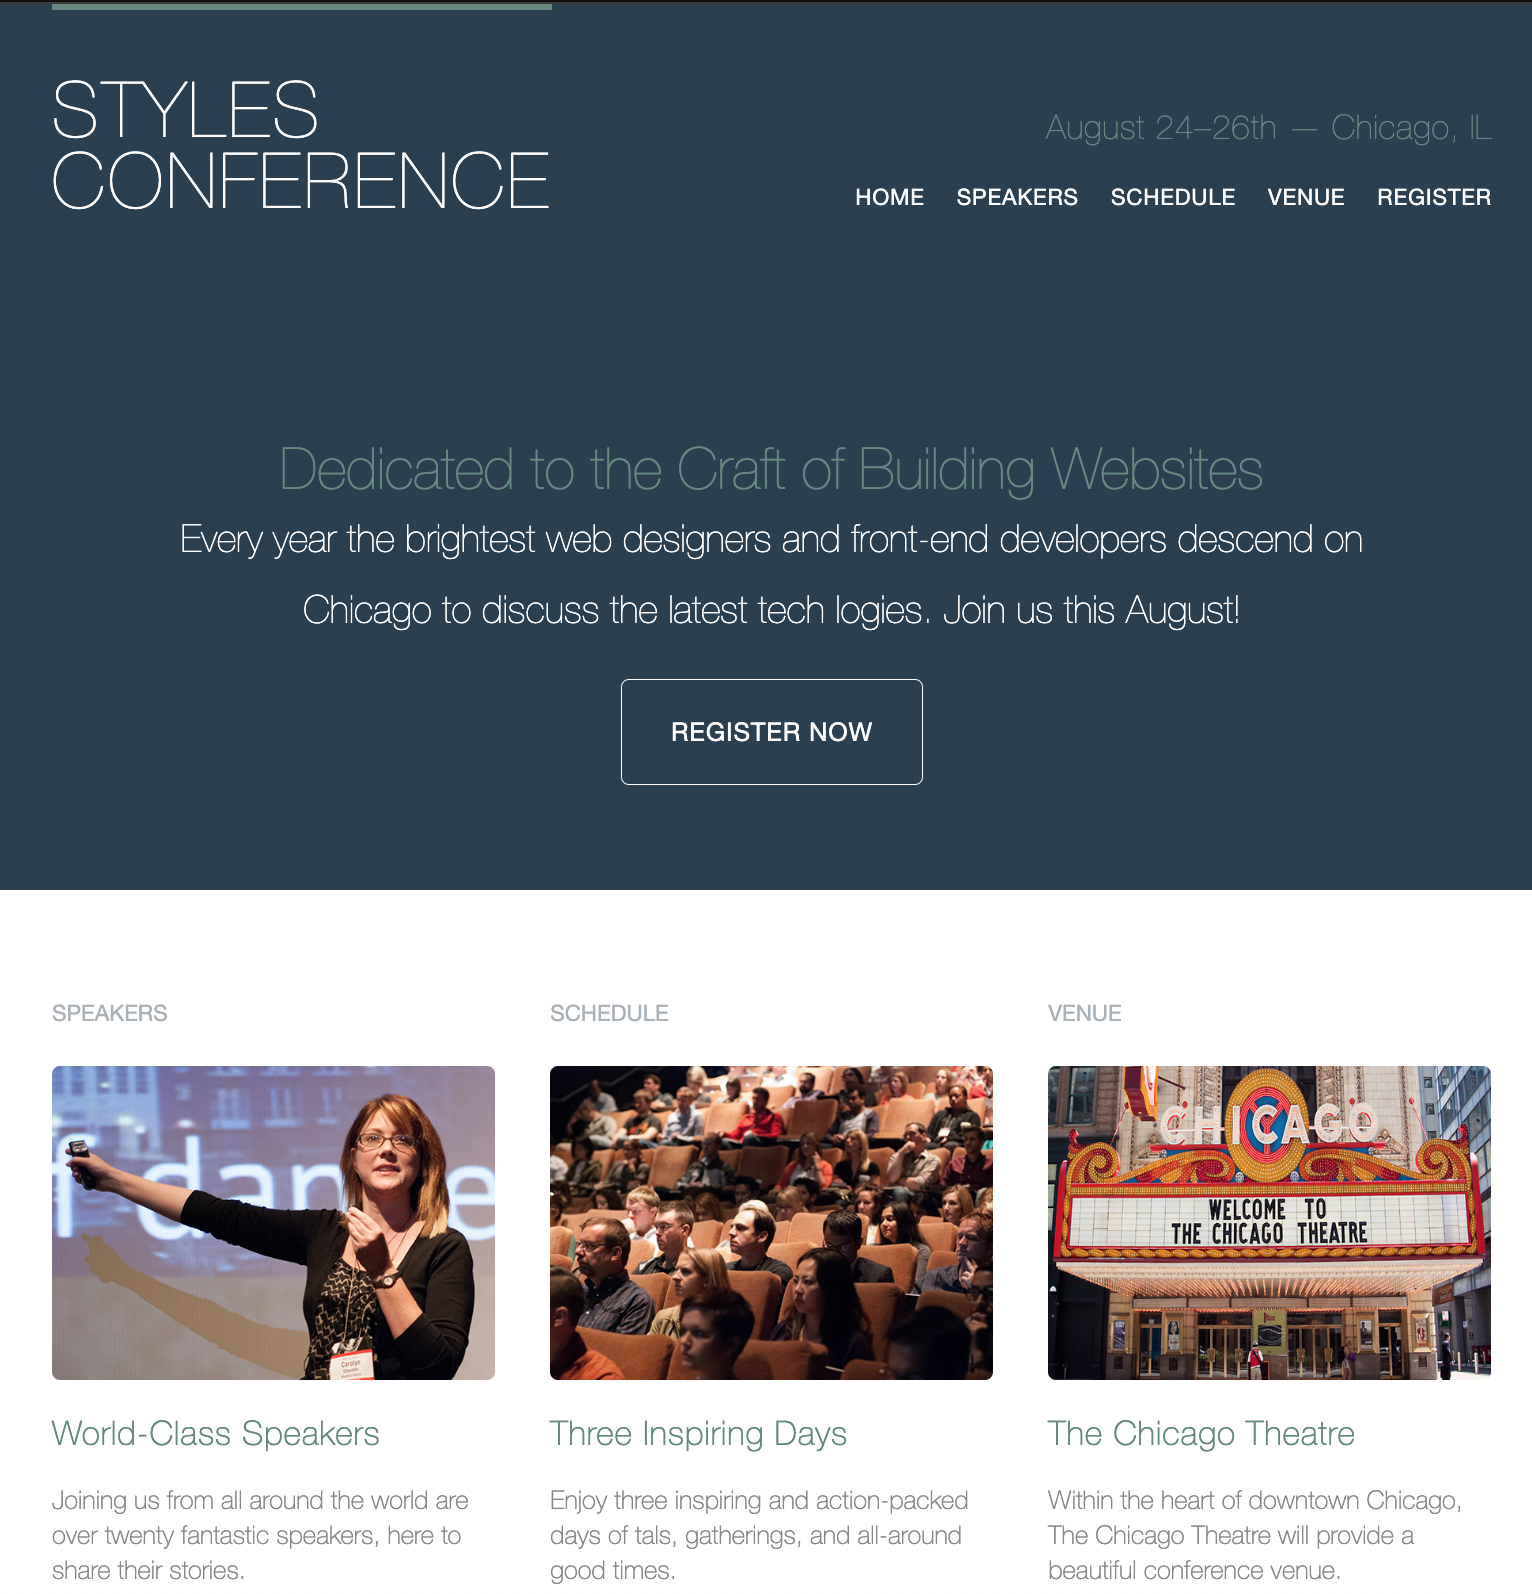 STYLES
CONFERENCE
August 24–26th — Chicago, IL
HOME SPEAKERS SCHEDULE VENUE REGISTER
Dedicated to the Craft of Building Websites
Every year the brightest web designers and front-end developers descend on
Chicago to discuss the latest tech logies. Join us this August!
REGISTER NOW
SPEAKERS
f dan e
Carolyn
Chandler
World-Class Speakers
Joining us from all around the world are
over twenty fantastic speakers, here to
share their stories.
SCHEDULE
Three Inspiring Days
Enjoy three inspiring and action-packed
days of tals, gatherings, and all-around
good times.
VENUE
CHICAGO
WELCOME TO
THE CHICAGO THEATRE
The Chicago Theatre
Within the heart of downtown Chicago,
The Chicago Theatre will provide a
beautiful conference venue.